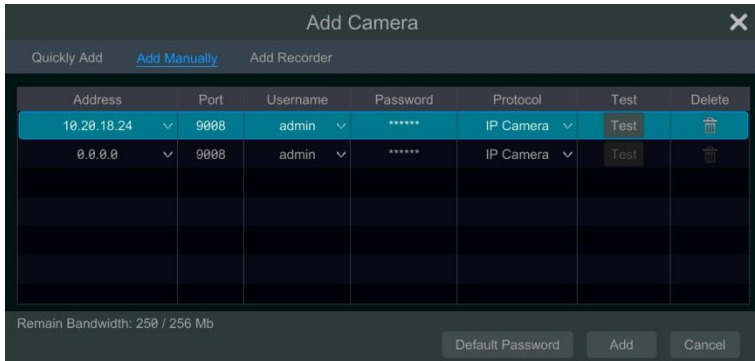 Add Camera
Quickly Add Add Manually Add Recorder
Address Port Username Password Protocol Test Delete
10.20.18.24 9008 admin ****** IP Camera Test
0.0.0.0 9008 admin ****** IP Camera Test
Remain Bandwidth: 250 / 256 Mb
Default Password Add Cancel